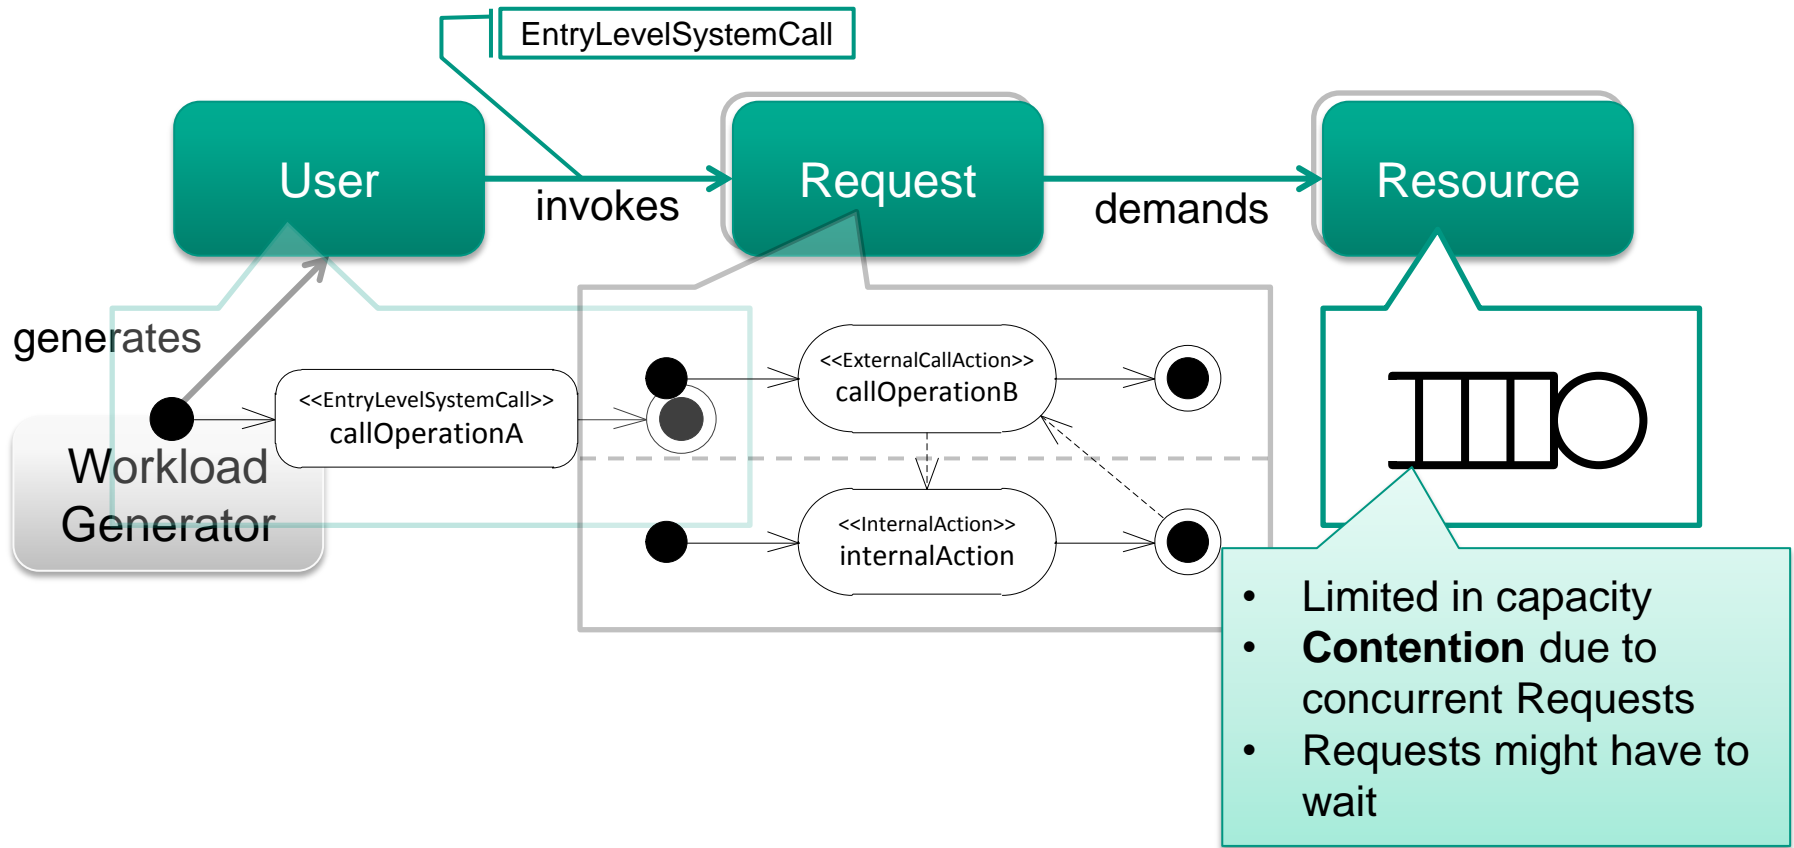 EntryLevelSystemCall
User
invokes
Request
demands
Resource
generates
Workload
Generator
<<EntryLevelSystemCall>>
callOperationA
<<ExternalCallAction>>
callOperationB
<<InternalAction>>
internalAction
• Limited in capacity
• Contention due to
concurrent Requests
• Requests might have to
wait